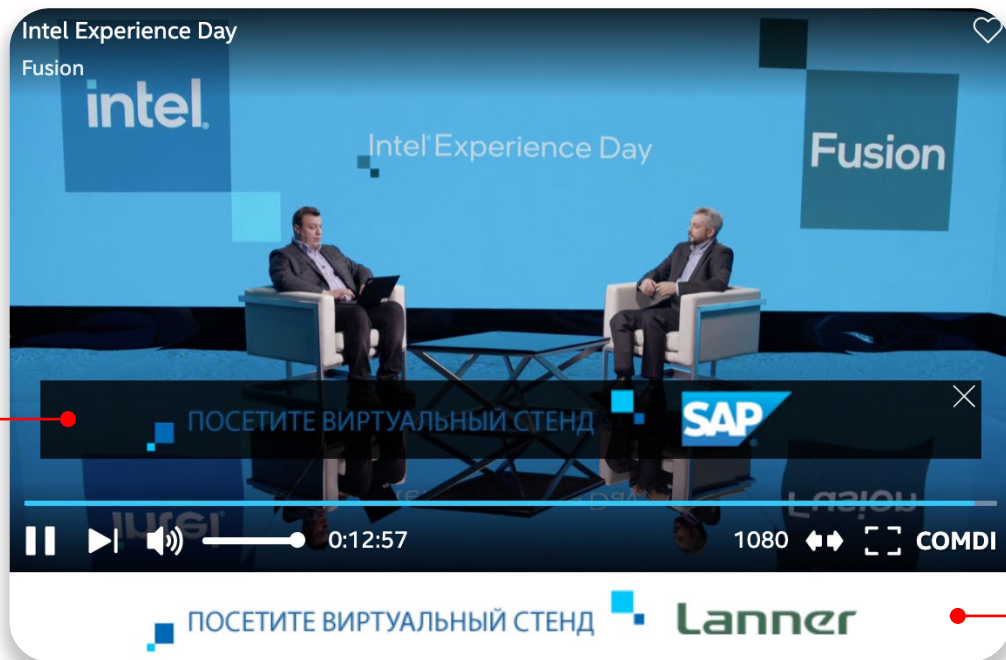 Intel Experience Day
Fusion
intel.
Intel® Experience Day
Fusion
ПОСЕТИТЕ ВИРТУАЛЬНЫЙ СТЕНД SAP
0:12:57
1080
COMDI
ПОСЕТИТЕ ВИРТУАЛЬНЫЙ СТЕНД Lanner